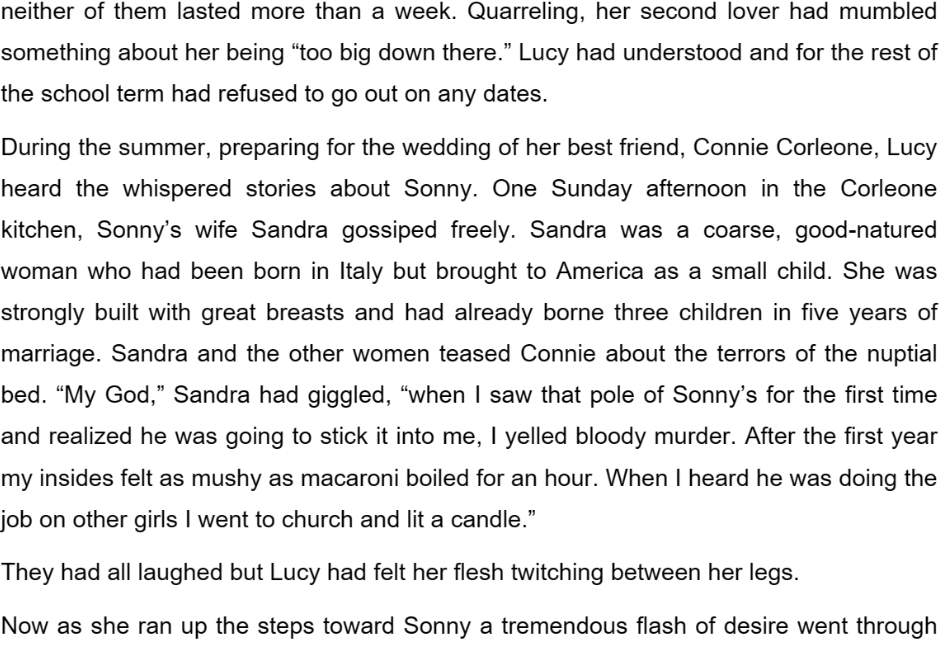 neither of them lasted more than a week. Quarreling, her second lover had mumbled
something about her being “too big down there.” Lucy had understood and for the rest of
the school term had refused to go out on any dates.
During the summer, preparing for the wedding of her best friend, Connie Corleone, Lucy
heard the whispered stories about Sonny. One Sunday afternoon in the Corleone
kitchen, Sonny’s wife Sandra gossiped freely. Sandra was a coarse, good-natured
woman who had been born in Italy but brought to America as a small child. She was
strongly built with great breasts and had already borne three children in five years of
marriage. Sandra and the other women teased Connie about the terrors of the nuptial
bed. “My God,” Sandra had giggled, “when I saw that pole of Sonny’s for the first time
and realized he was going to stick it into me, I yelled bloody murder. After the first year
my insides felt as mushy as macaroni boiled for an hour. When I heard he was doing the
job on other girls I went to church and lit a candle.”
They had all laughed but Lucy had felt her flesh twitching between her legs.
Now as she ran up the steps toward Sonny a tremendous flash of desire went through